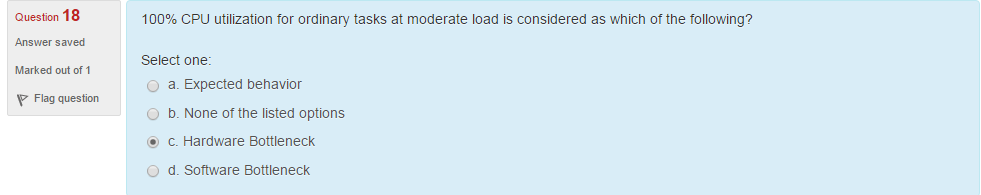 Question 18
Answer saved
Marked out of 1
Flag question
100% CPU utilization for ordinary tasks at moderate load is considered as which of the following?
Select one:
a. Expected behavior
b. None of the listed options
c. Hardware Bottleneck
d. Software Bottleneck